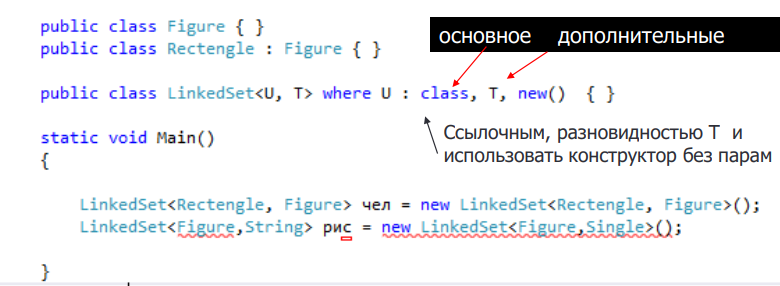 public class Figure { }
public class Rectengle : Figure { }
основное дополнительные
public class LinkedSet<U, T> where U : class, T, new() { }
Ссылочным, разновидностью Т и
использовать конструктор без парам
static void Main()
{
LinkedSet<Rectengle, Figure> чел = new LinkedSet<Rectengle, Figure>();
LinkedSet<Figure,String> рис = new LinkedSet<Figure,Single>();
}